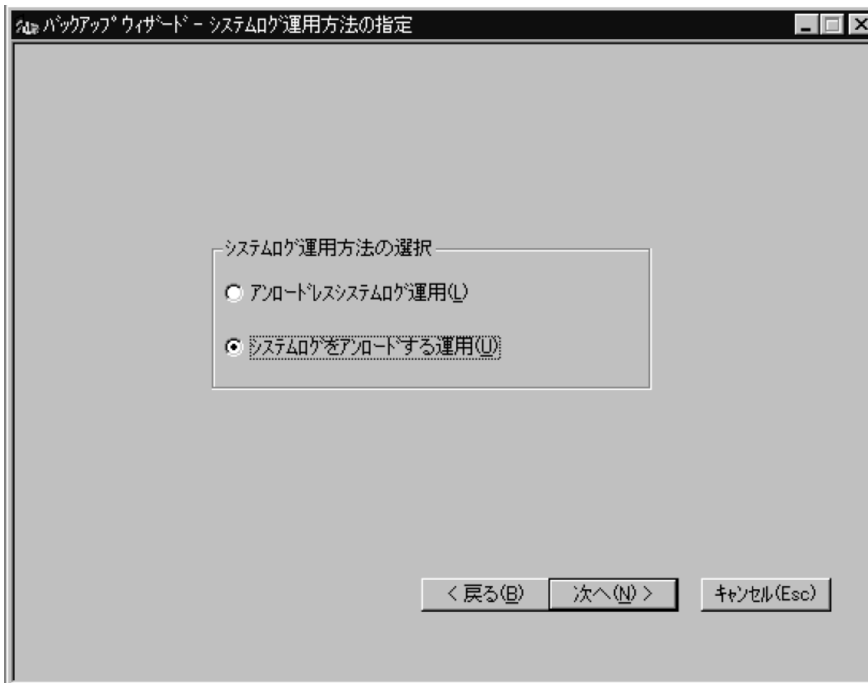 バックアップ ウィザード - システムログ運用方法の指定
システムログ運用方法の選択
アンロードレスシステムログ運用(L)
システムログをアンロードする運用(U)
< 戻る(B)
次へ(N) >
キャンセル(Esc)